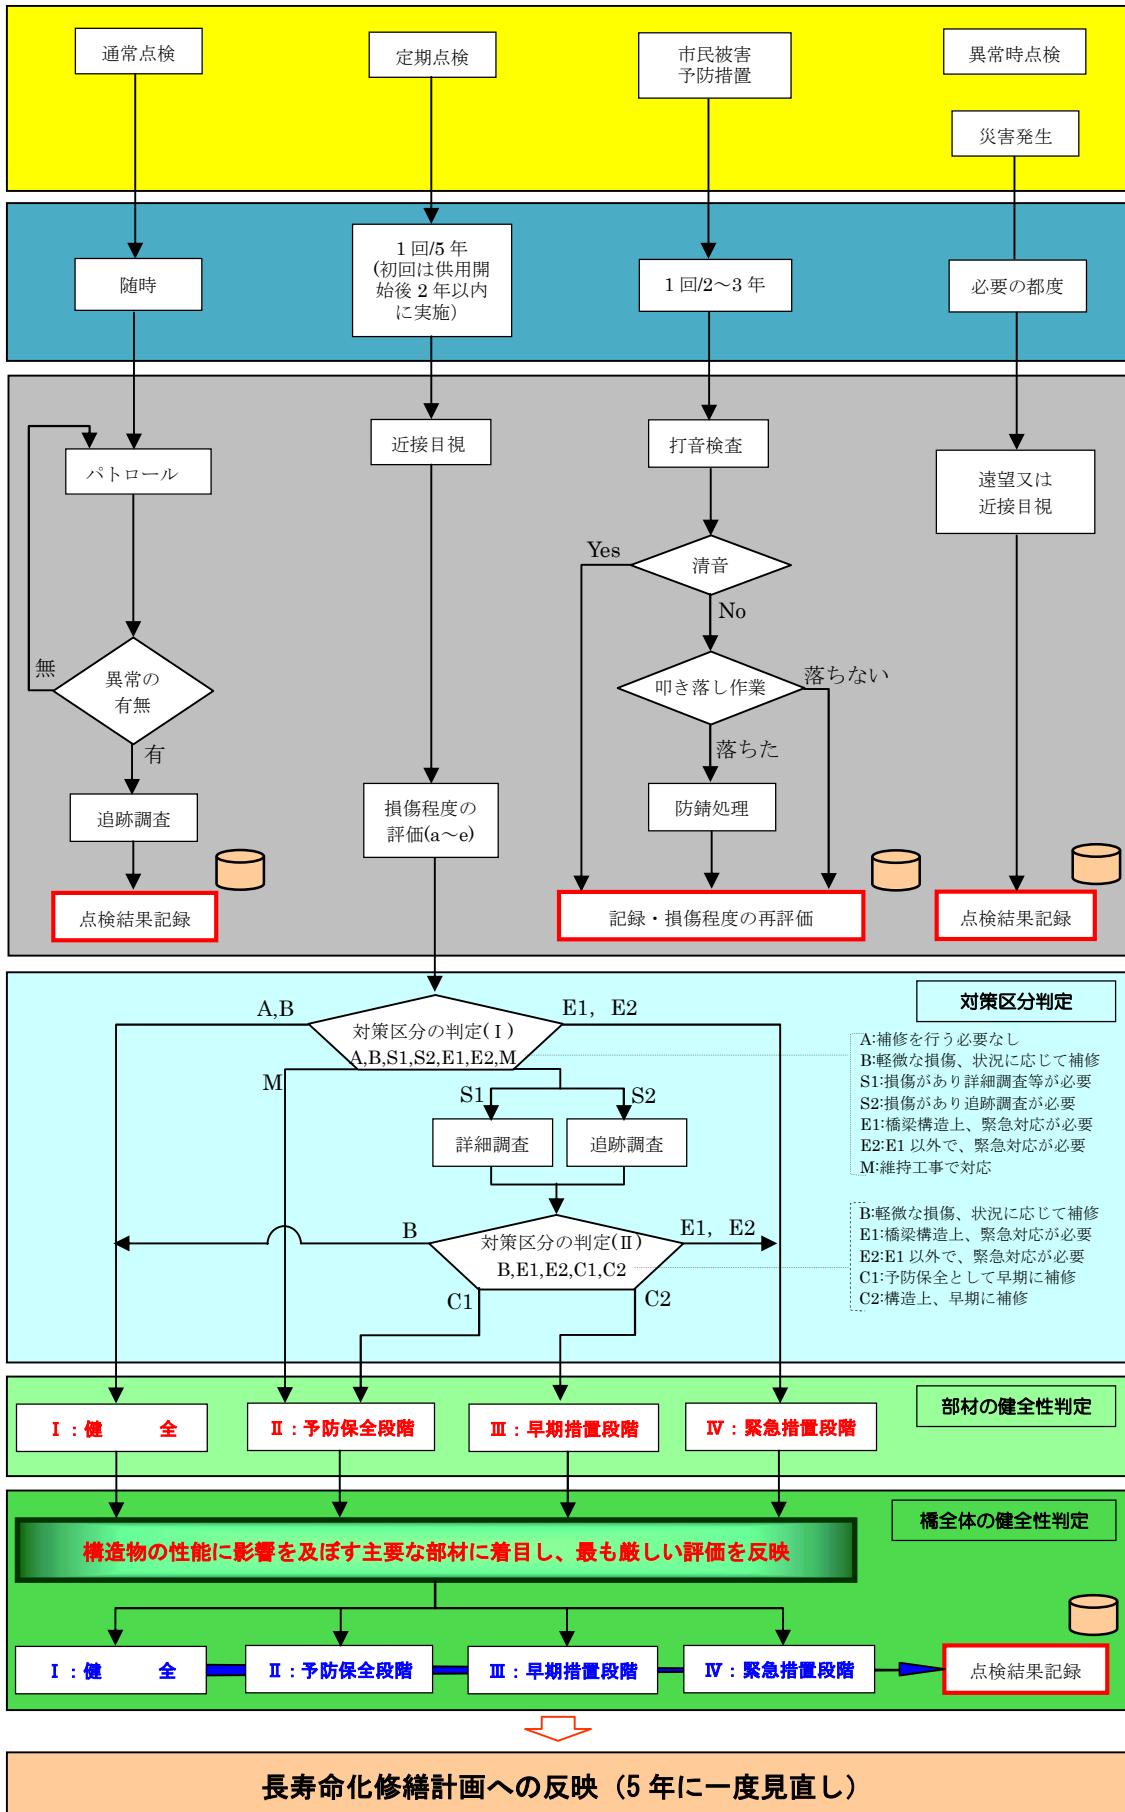 通常点検
定期点検
市民被害
予防措置
異常時点検
災害発生
随時
1 回/5 年
(初回は供用開
始後 2 年以内
に実施)
1 回/2～3 年
必要の都度
パトロール
近接目視
打音検査
遠望又は
近接目視
Yes
清音
No
無
異常の
有無
有
叩き落し作業
落ちない
落ちた
追跡調査
損傷程度の
評価(a～e)
防錆処理
点検結果記録
記録・損傷程度の再評価
点検結果記録
対策区分判定
A,B
E1, E2
対策区分の判定(Ⅰ)
A,B,S1,S2,E1,E2,M
M
S1
S2
詳細調査
追跡調査
A:補修を行う必要なし
B:軽微な損傷、状況に応じて補修
S1:損傷があり詳細調査等が必要
S2:損傷があり追跡調査が必要
E1:橋梁構造上、緊急対応が必要
E2:E1 以外で、緊急対応が必要
M:維持工事で対応
B
E1, E2
対策区分の判定(Ⅱ)
B,E1,E2,C1,C2
C1
C2
B:軽微な損傷、状況に応じて補修
E1:橋梁構造上、緊急対応が必要
E2:E1 以外で、緊急対応が必要
C1:予防保全として早期に補修
C2:構造上、早期に補修
部材の健全性判定
Ⅰ：健　　全
Ⅱ：予防保全段階
Ⅲ：早期措置段階
Ⅳ：緊急措置段階
橋全体の健全性判定
構造物の性能に影響を及ぼす主要な部材に着目し、最も厳しい評価を反映
Ⅰ：健　　全
Ⅱ：予防保全段階
Ⅲ：早期措置段階
Ⅳ：緊急措置段階
点検結果記録
長寿命化修繕計画への反映（5 年に一度見直し）